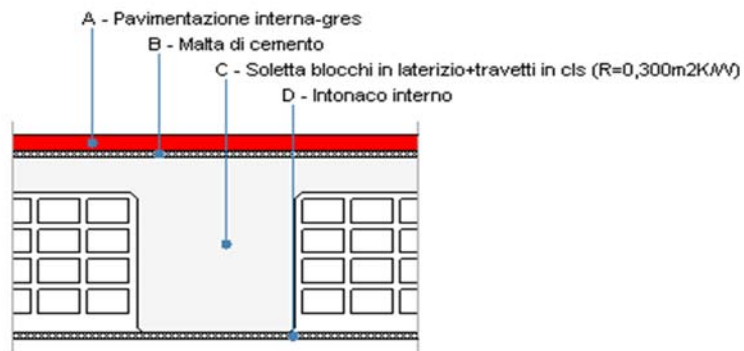 A - Pavimentazione interna-gres
B - Malta di cemento
C - Soletta blocchi in laterizio+travetti in cls (R=0,300m2K/W)
D - Intonaco interno